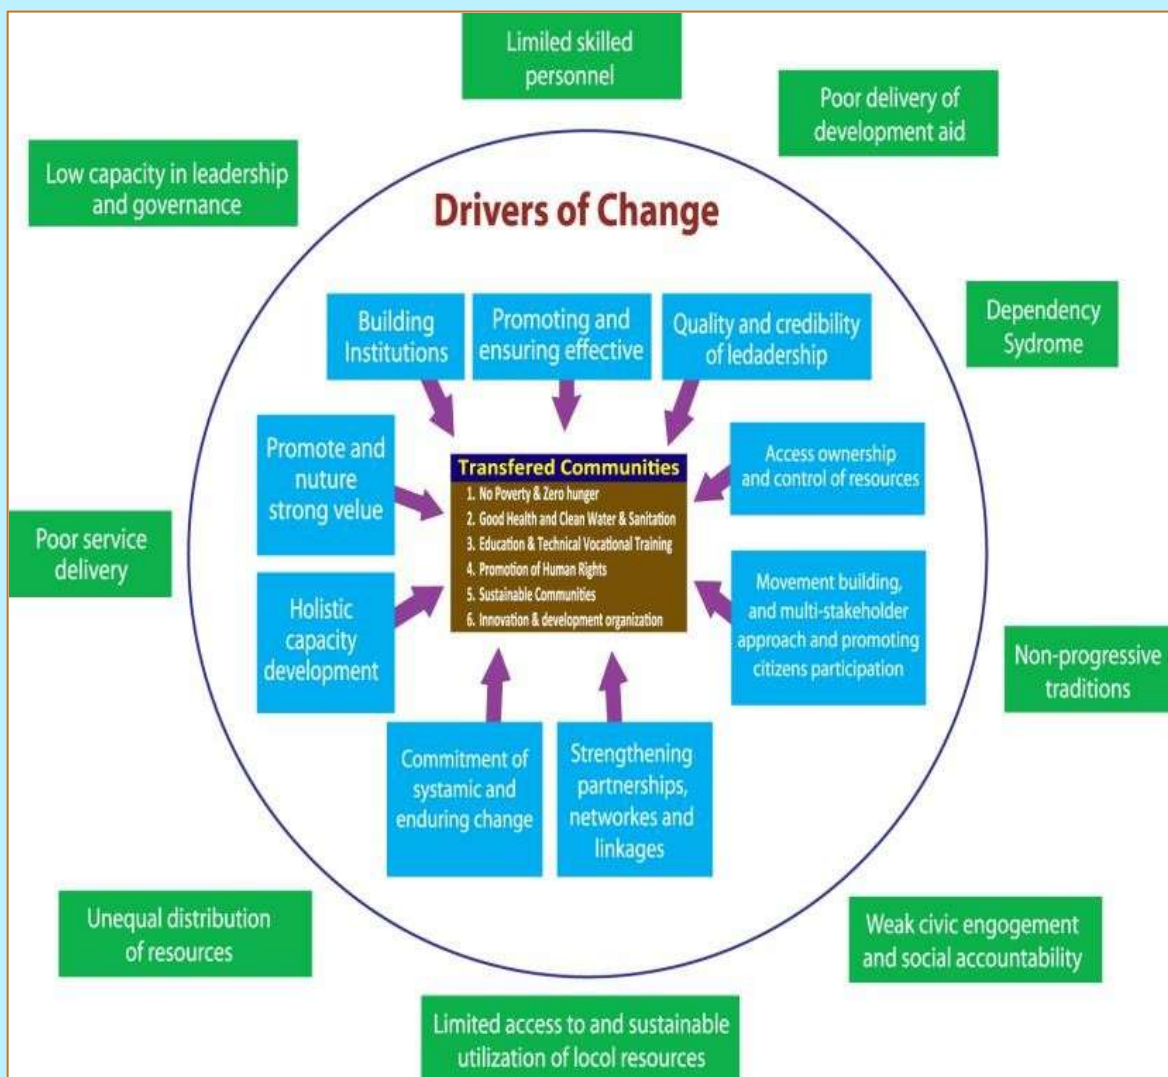 Limiled skilled
personnel
Poor delivery of
development aid
Low capacity in leadership
and governance
Drivers of Change
Dependency
Sydrome
Building
Institutions
Promoting and
ensuring effective
Quality and credibility
of ledadership
Promote and
nuture
strong velue
Access ownership
and control of resources
Transfered Communities
1. No Poverty & Zero hunger
2. Good Health and Clean Water & Sanitation
3. Education & Technical Vocational Training
4. Promotion of Human Rights
5. Sustainable Communities
6. Innovation & development organization
Poor service
delivery
Holistic
capacity
development
Movement building,
and multi-stakeholder
approach and promoting
citizens participation
Non-progressive
traditions
Commitment of
systamic and
enduring change
Strengthening
partnerships,
networkes and
linkages
Unequal distribution
of resources
Weak civic engogement
and social accountability
Limited access to and sustainable
utilization of locol resources